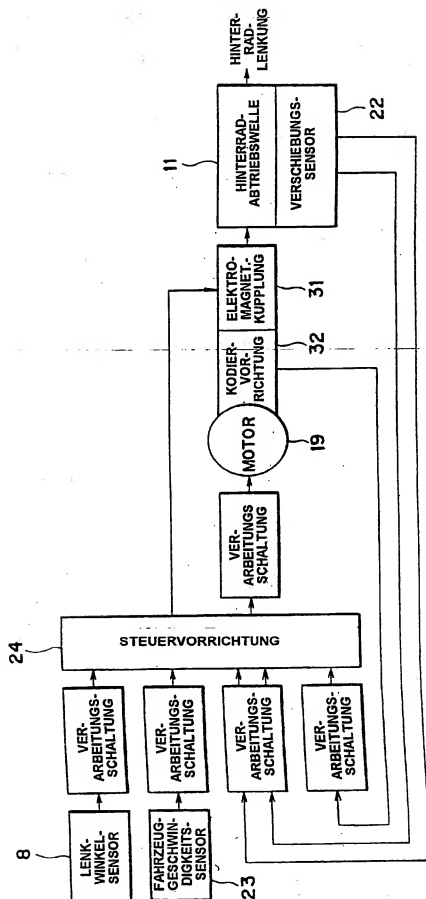 24
STEUERVORRICHTUNG
8
LENK-
WINKEL-
SENSOR
VER-
ARBEITUNGS-
SCHALTUNG
FAHRZEUG-
GESCHWIN-
DIGKEITS-
SENSOR
23
VER-
ARBEITUNGS-
SCHALTUNG
VER-
ARBEITUNGS-
SCHALTUNG
VER-
ARBEITUNGS-
SCHALTUNG
VER-
ARBEITUNGS
SCHALTUNG
MOTOR
19
KODIER-
VOR-
RICHTUNG
32
ELEKTRO-
MAGNET.-
KUPPLUNG
31
11
HINTERRAD-
ABTRIEBSWELLE
VERSCHIEBUNGS-
SENSOR
22
HINTER-
RAD-
LENKUNG